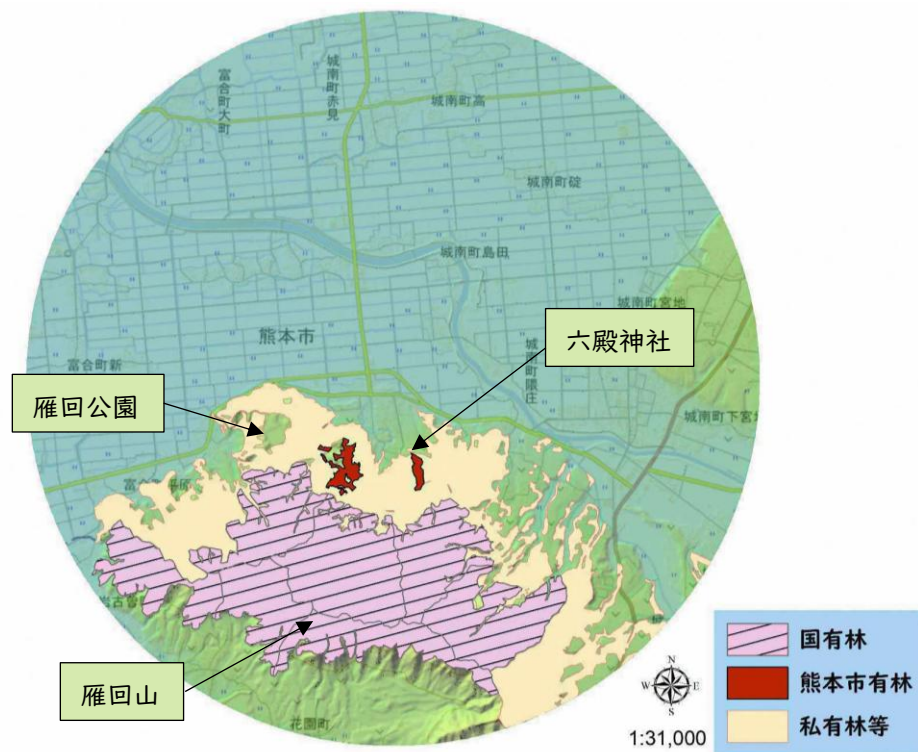 富合町大町
城南町赤見
城南町高
城南町碇
城南町島田
城南町宮地
熊本市
六殿神社
城南町隈庄
富合町新
雁回公園
城南町下宮地
雁回山
花園町
N
W
E
S
1:31,000
国有林
熊本市有林
私有林等